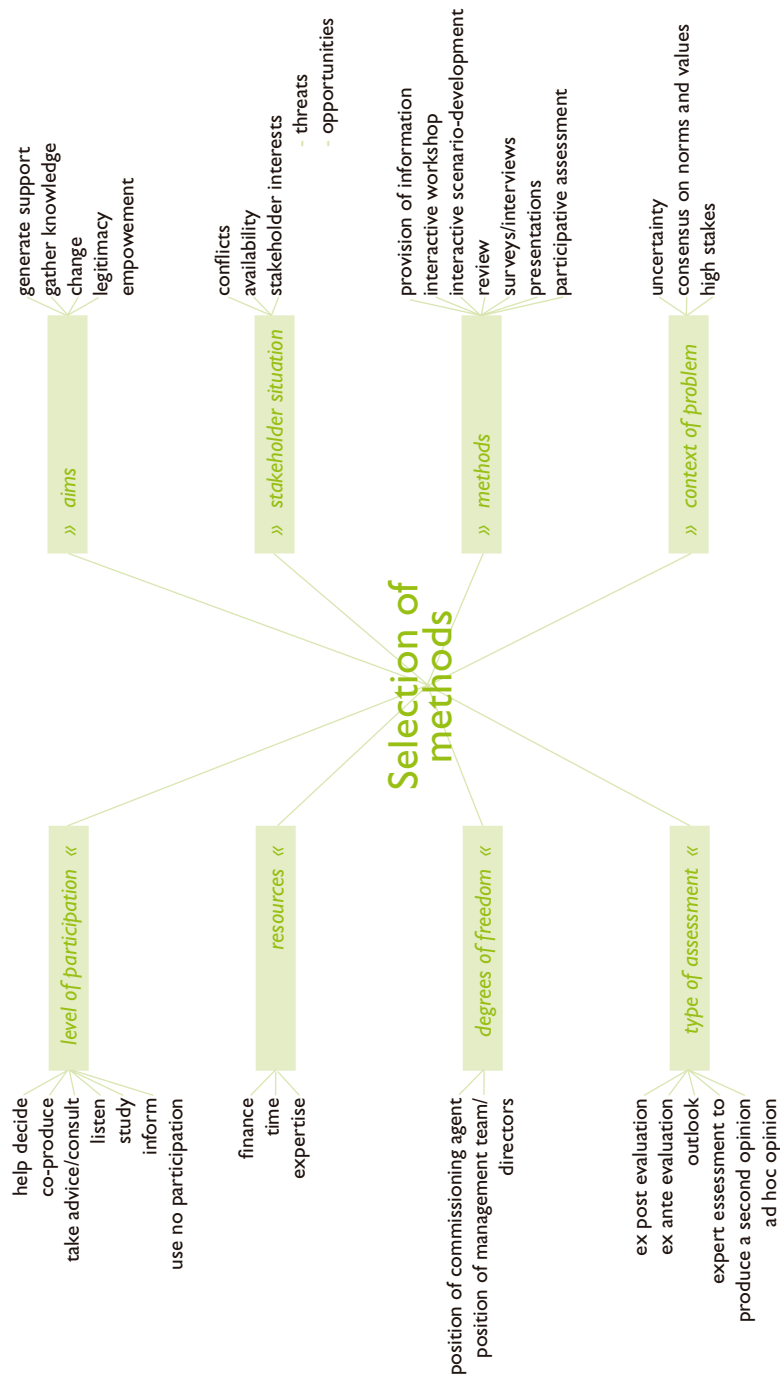 Selection of
methods
» aims
generate support
gather knowledge
change
legitimacy
empowement
» stakeholder situation
conflicts
availability
stakeholder interests
- threats
- opportunities
» methods
provision of information
interactive workshop
interactive scenario-development
review
surveys/interviews
presentations
participative assessment
» context of problem
uncertainty
consensus on norms and values
high stakes
level of participation «
help decide
co-produce
take advice/consult
listen
study
inform
use no participation
resources «
finance
time
expertise
degrees of freedom «
position of commissioning agent
position of management team/
directors
type of assessment «
ex post evaluation
ex ante evaluation
outlook
expert essessment to
produce a second opinion
ad hoc opinion